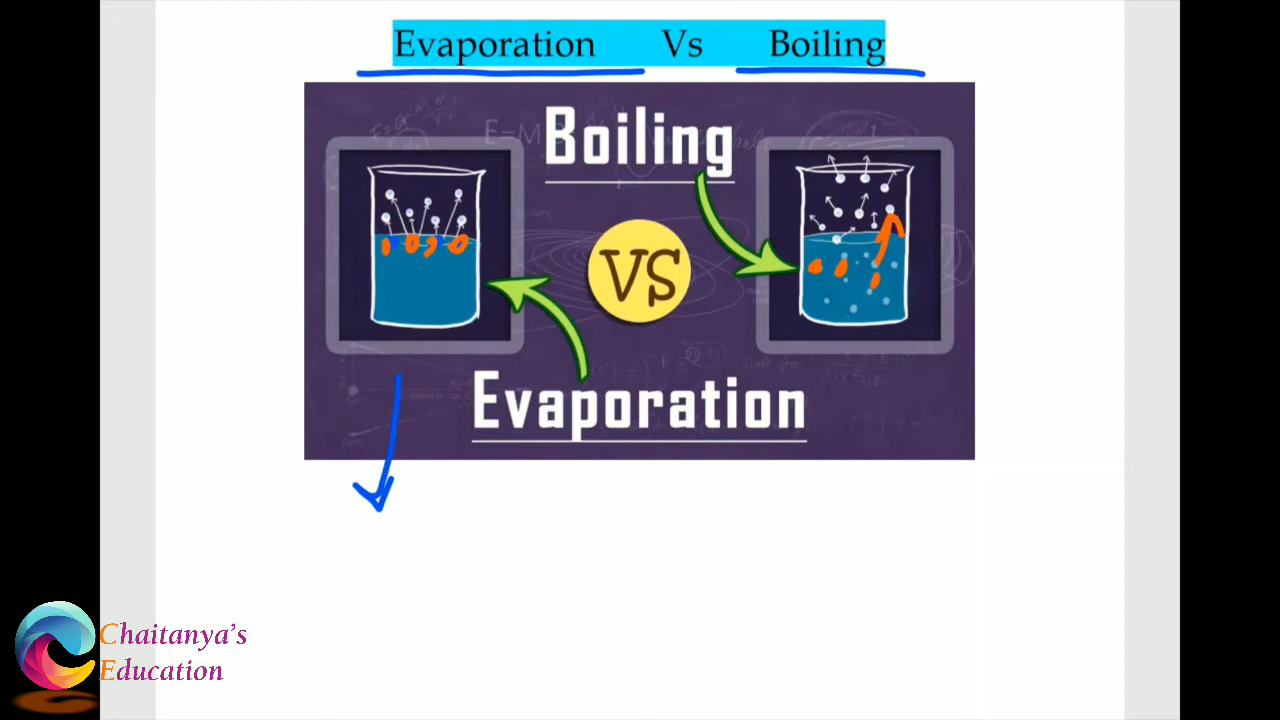 Evaporation Vs Boiling
Boiling
VS
Evaporation
Chaitanya's
Education